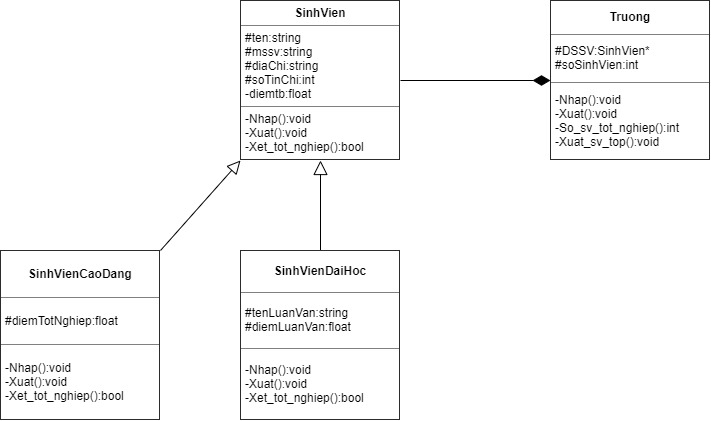 SinhVien
#ten:string
#mssv:string
#diaChi:string
#soTinChi:int
-diemtb:float
-Nhap():void
-Xuat():void
-Xet_tot_nghiep():bool
Truong
#DSSV:SinhVien*
#soSinhVien:int
-Nhap():void
-Xuat():void
-So_sv_tot_nghiep():int
-Xuat_sv_top():void
SinhVienCaoDang
#diemTotNghiep:float
-Nhap():void
-Xuat():void
-Xet_tot_nghiep():bool
SinhVienDaiHoc
#tenLuanVan:string
#diemLuanVan:float
-Nhap():void
-Xuat():void
-Xet_tot_nghiep():bool